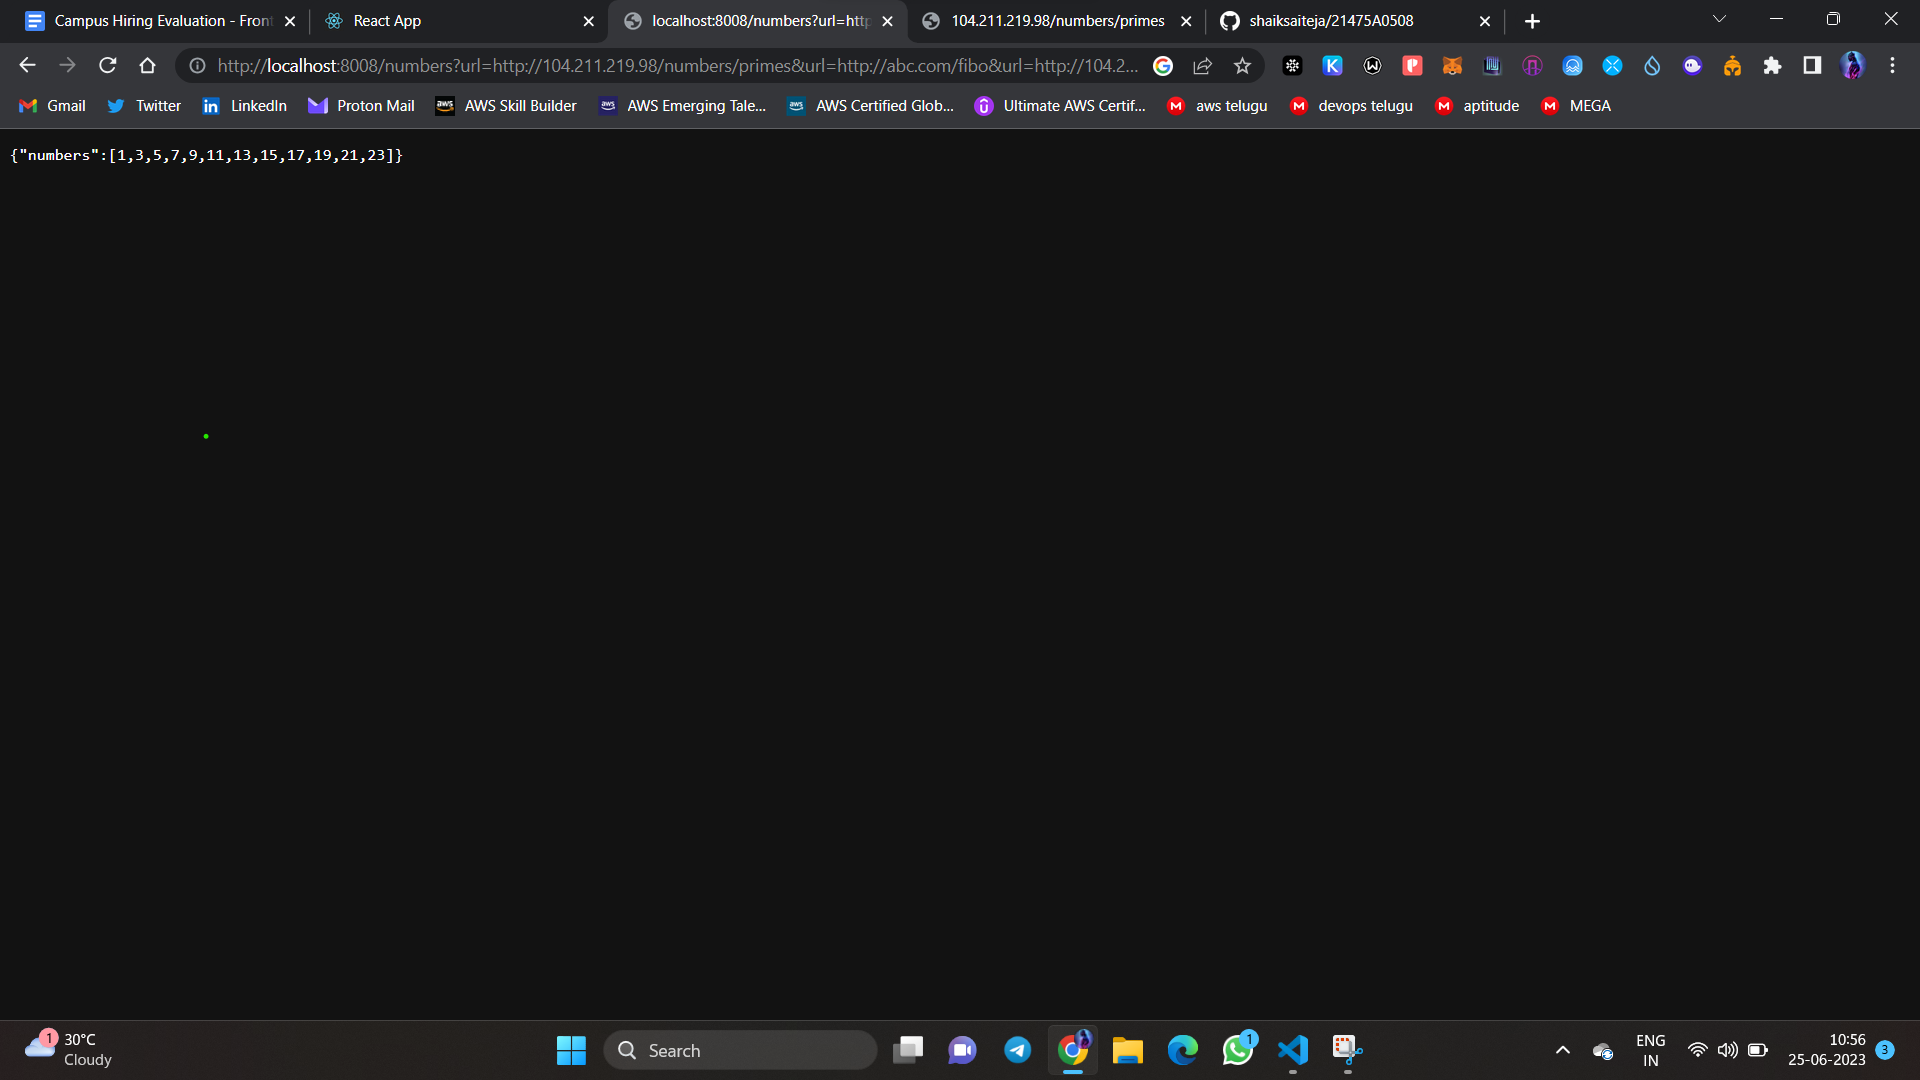 Campus Hiring Evaluation - Front
React App
localhost:8008/numbers?url=http
104.211.219.98/numbers/primes
shaiksaiteja/21475A0508
http://localhost:8008/numbers?url=http://104.211.219.98/numbers/primes&url=http://abc.com/fibo&url=http://104.2...
Gmail
Twitter
LinkedIn
Proton Mail
AWS Skill Builder
AWS Emerging Tale...
AWS Certified Glob...
Ultimate AWS Certif...
aws telugu
devops telugu
aptitude
MEGA
{"numbers":[1,3,5,7,9,11,13,15,17,19,21,23]}
1
30°C
Cloudy
Search
1
ENG
IN
10:56
25-06-2023
3